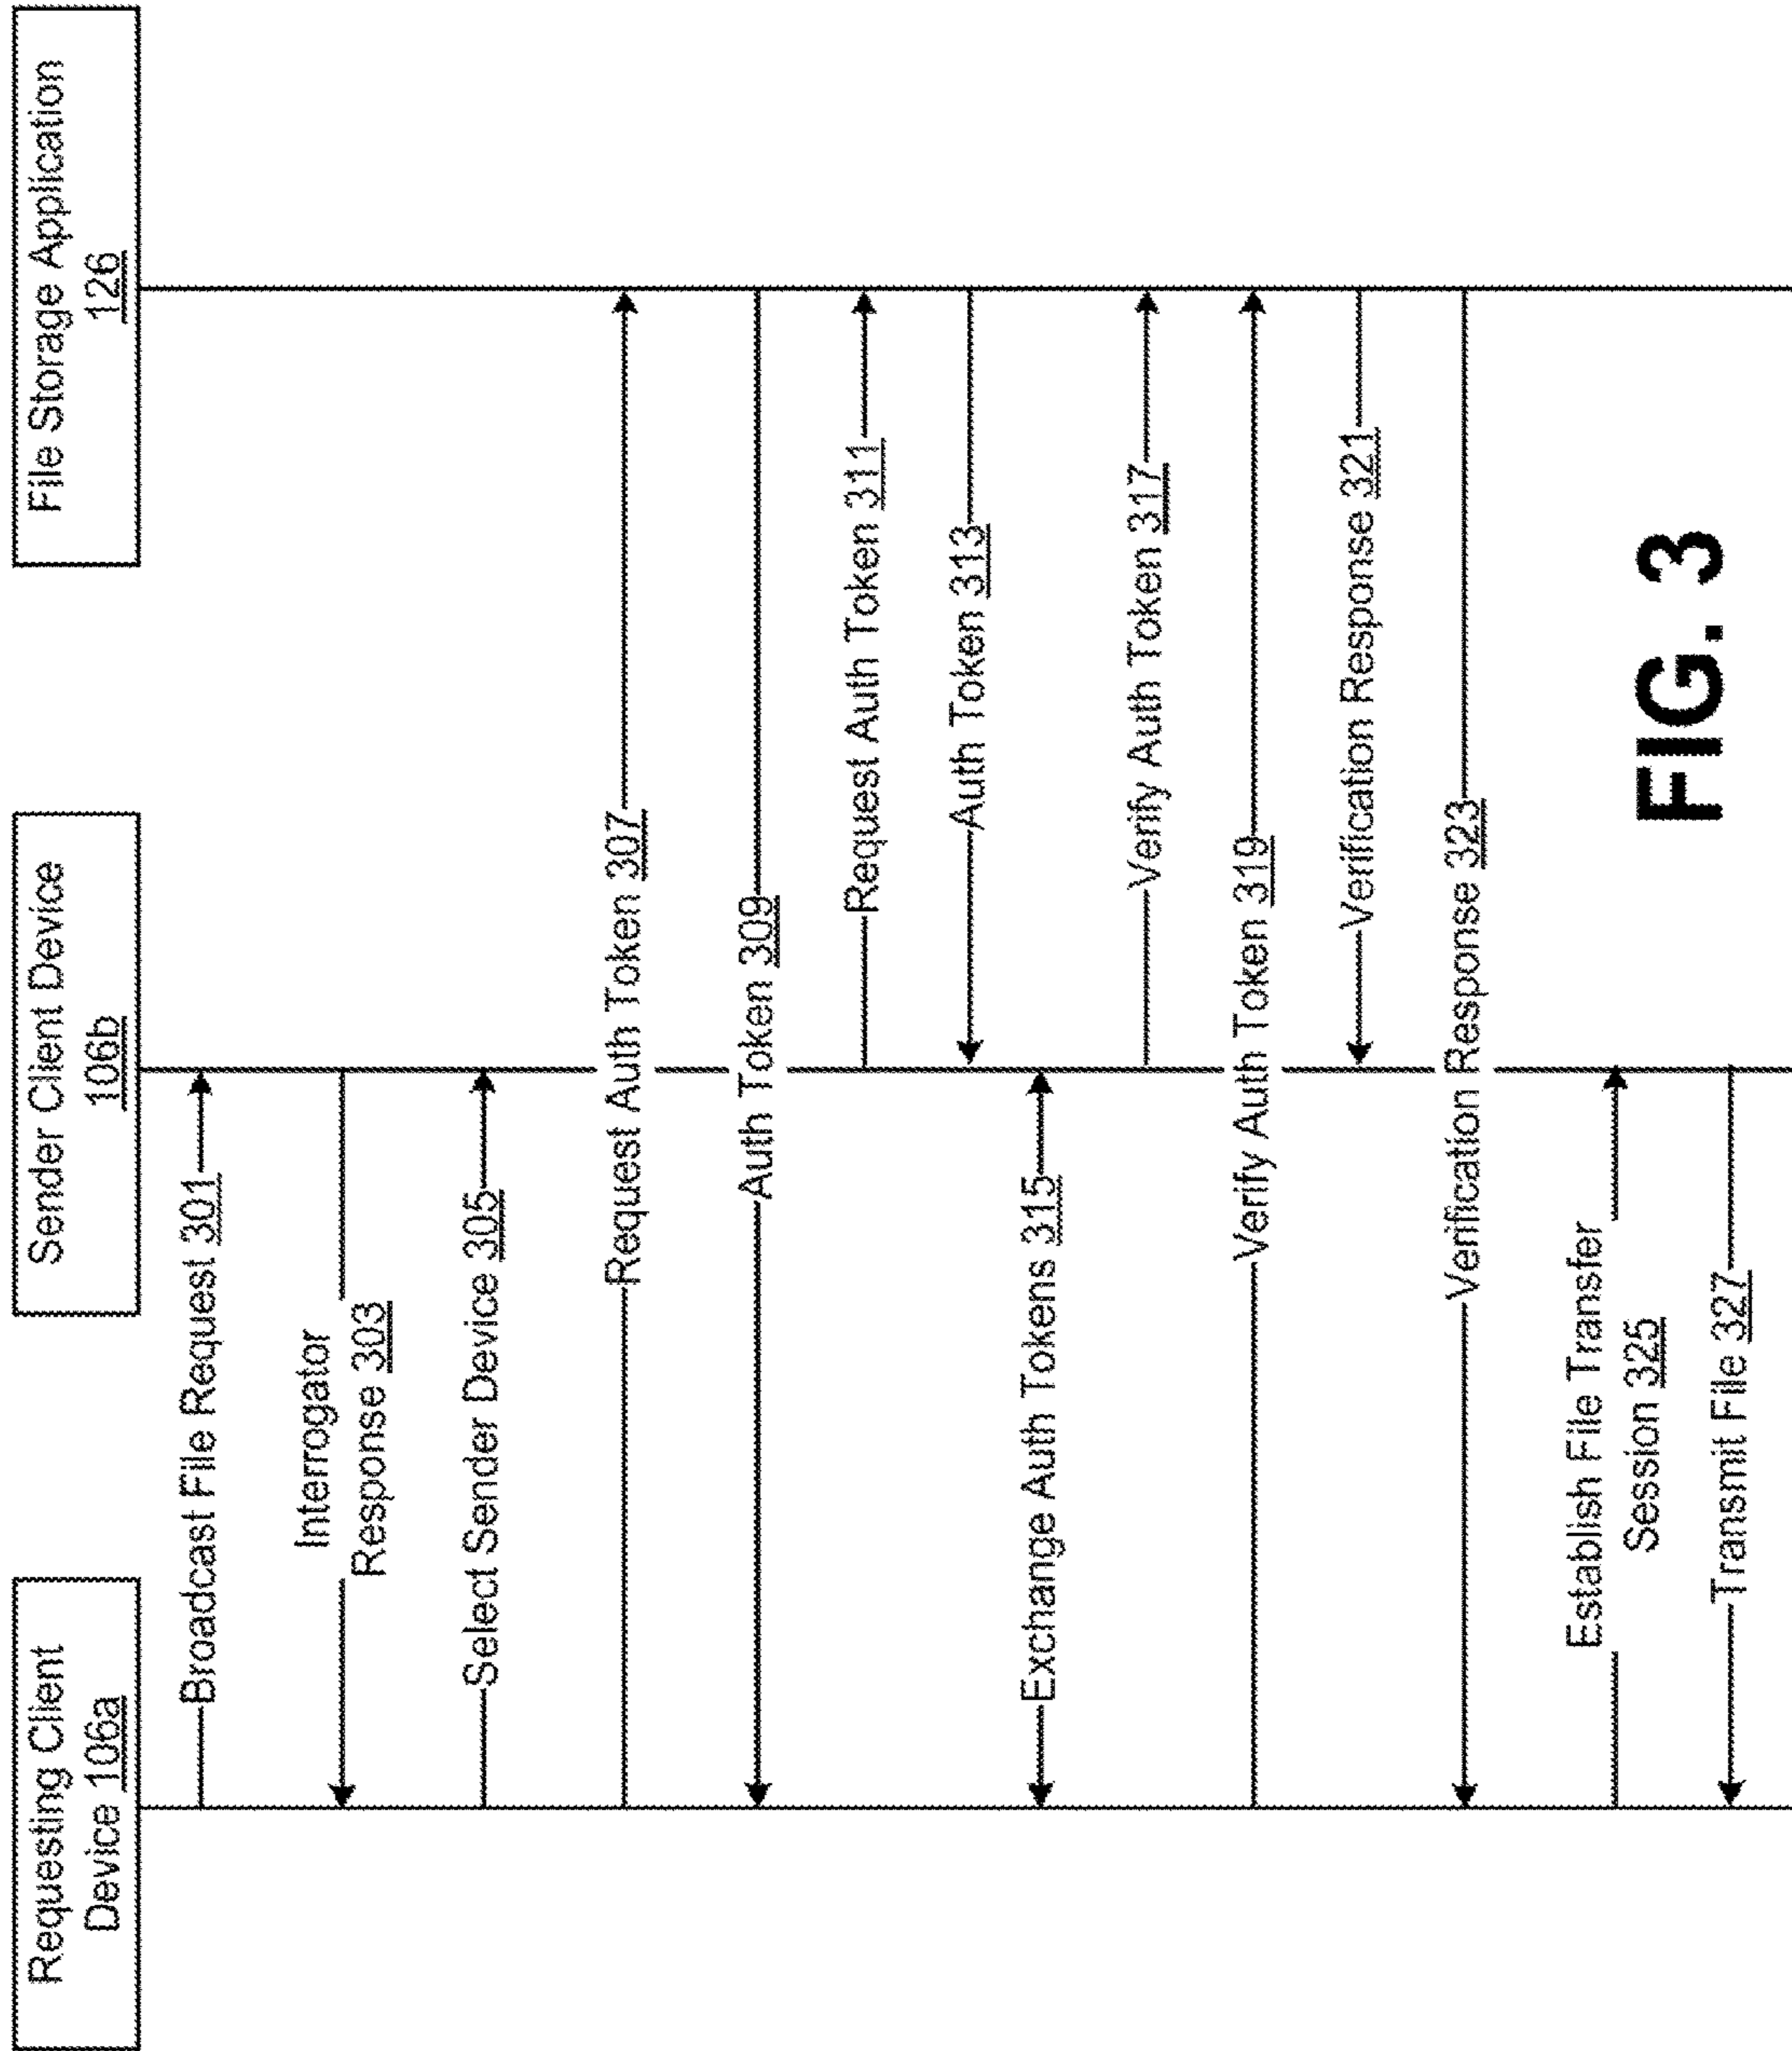 Requesting Client
Device 106a
Sender Client Device
106b
File Storage Application
126
Broadcast File Request 301
Interrogator
Response 303
Select Sender Device 305
Request Auth Token 307
Auth Token 309
Request Auth Token 311
Auth Token 313
Exchange Auth Tokens 315
Verify Auth Token 317
Verify Auth Token 319
Verification Response 321
Verification Response 323
Establish File Transfer
Session 325
Transmit File 327
FIG. 3